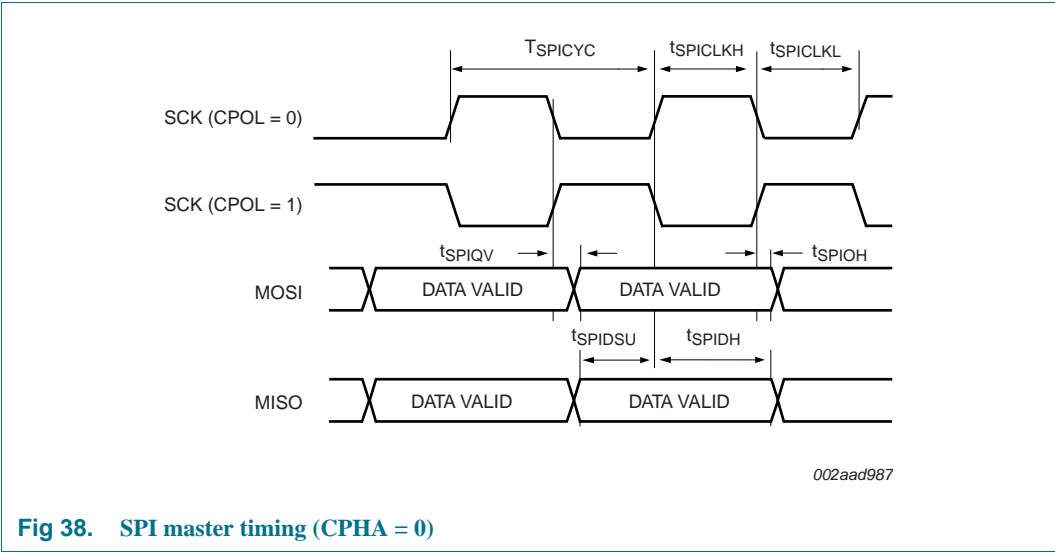 TSPICYC tSPICLKH tSPICLKL
SCK (CPOL = 0)
SCK (CPOL = 1)
tSPIQV tSPIOH
MOSI DATA VALID DATA VALID
tSPIDSU tSPIDH
MISO DATA VALID DATA VALID
002aad987
Fig 38. SPI master timing (CPHA = 0)